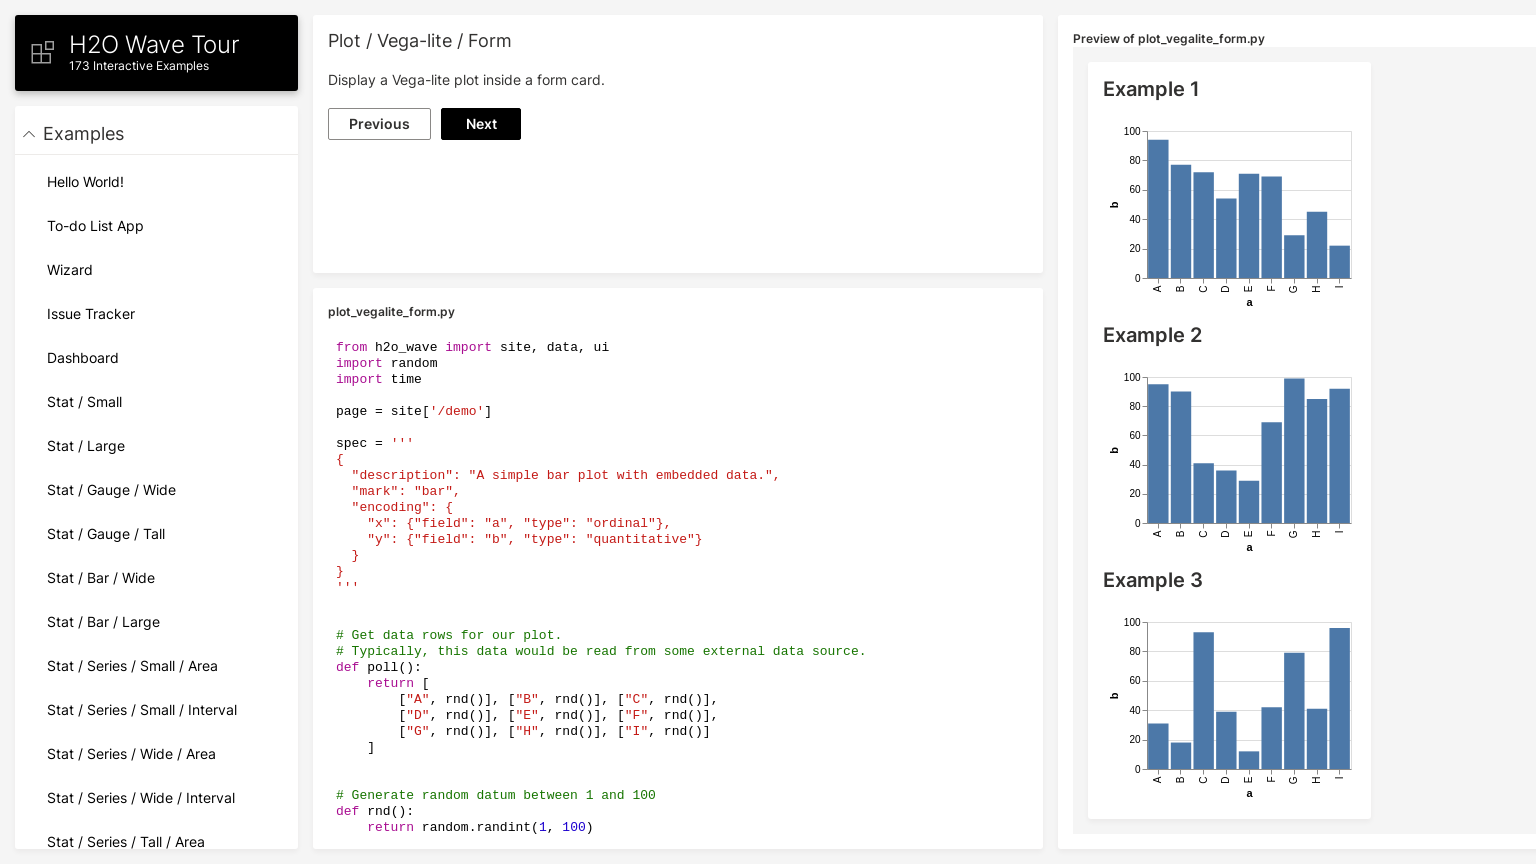 H2O Wave Tour
173 Interactive Examples
Examples
Hello World!
To-do List App
Wizard
Issue Tracker
Dashboard
Stat / Small
Stat / Large
Stat / Gauge / Wide
Stat / Gauge / Tall
Stat / Bar / Wide
Stat / Bar / Large
Stat / Series / Small / Area
Stat / Series / Small / Interval
Stat / Series / Wide / Area
Stat / Series / Wide / Interval
Stat / Series / Tall / Area
Plot / Vega-lite / Form
Display a Vega-lite plot inside a form card.
Previous Next
plot_vegalite_form.py
from h2o_wave import site, data, ui
import random
import time
page = site['/demo']
spec = '''
{
  "description": "A simple bar plot with embedded data.",
  "mark": "bar",
  "encoding": {
    "x": {"field": "a", "type": "ordinal"},
    "y": {"field": "b", "type": "quantitative"}
  }
}
'''
# Get data rows for our plot.
# Typically, this data would be read from some external data source.
def poll():
    return [
        ["A", rnd()], ["B", rnd()], ["C", rnd()],
        ["D", rnd()], ["E", rnd()], ["F", rnd()],
        ["G", rnd()], ["H", rnd()], ["I", rnd()]
    ]
# Generate random datum between 1 and 100
def rnd():
    return random.randint(1, 100)
Preview of plot_vegalite_form.py
Example 1
100
80
60
40
20
0
b
A B C D E F G H I
a
Example 2
100
80
60
40
20
0
b
A B C D E F G H I
a
Example 3
100
80
60
40
20
0
b
A B C D E F G H I
a